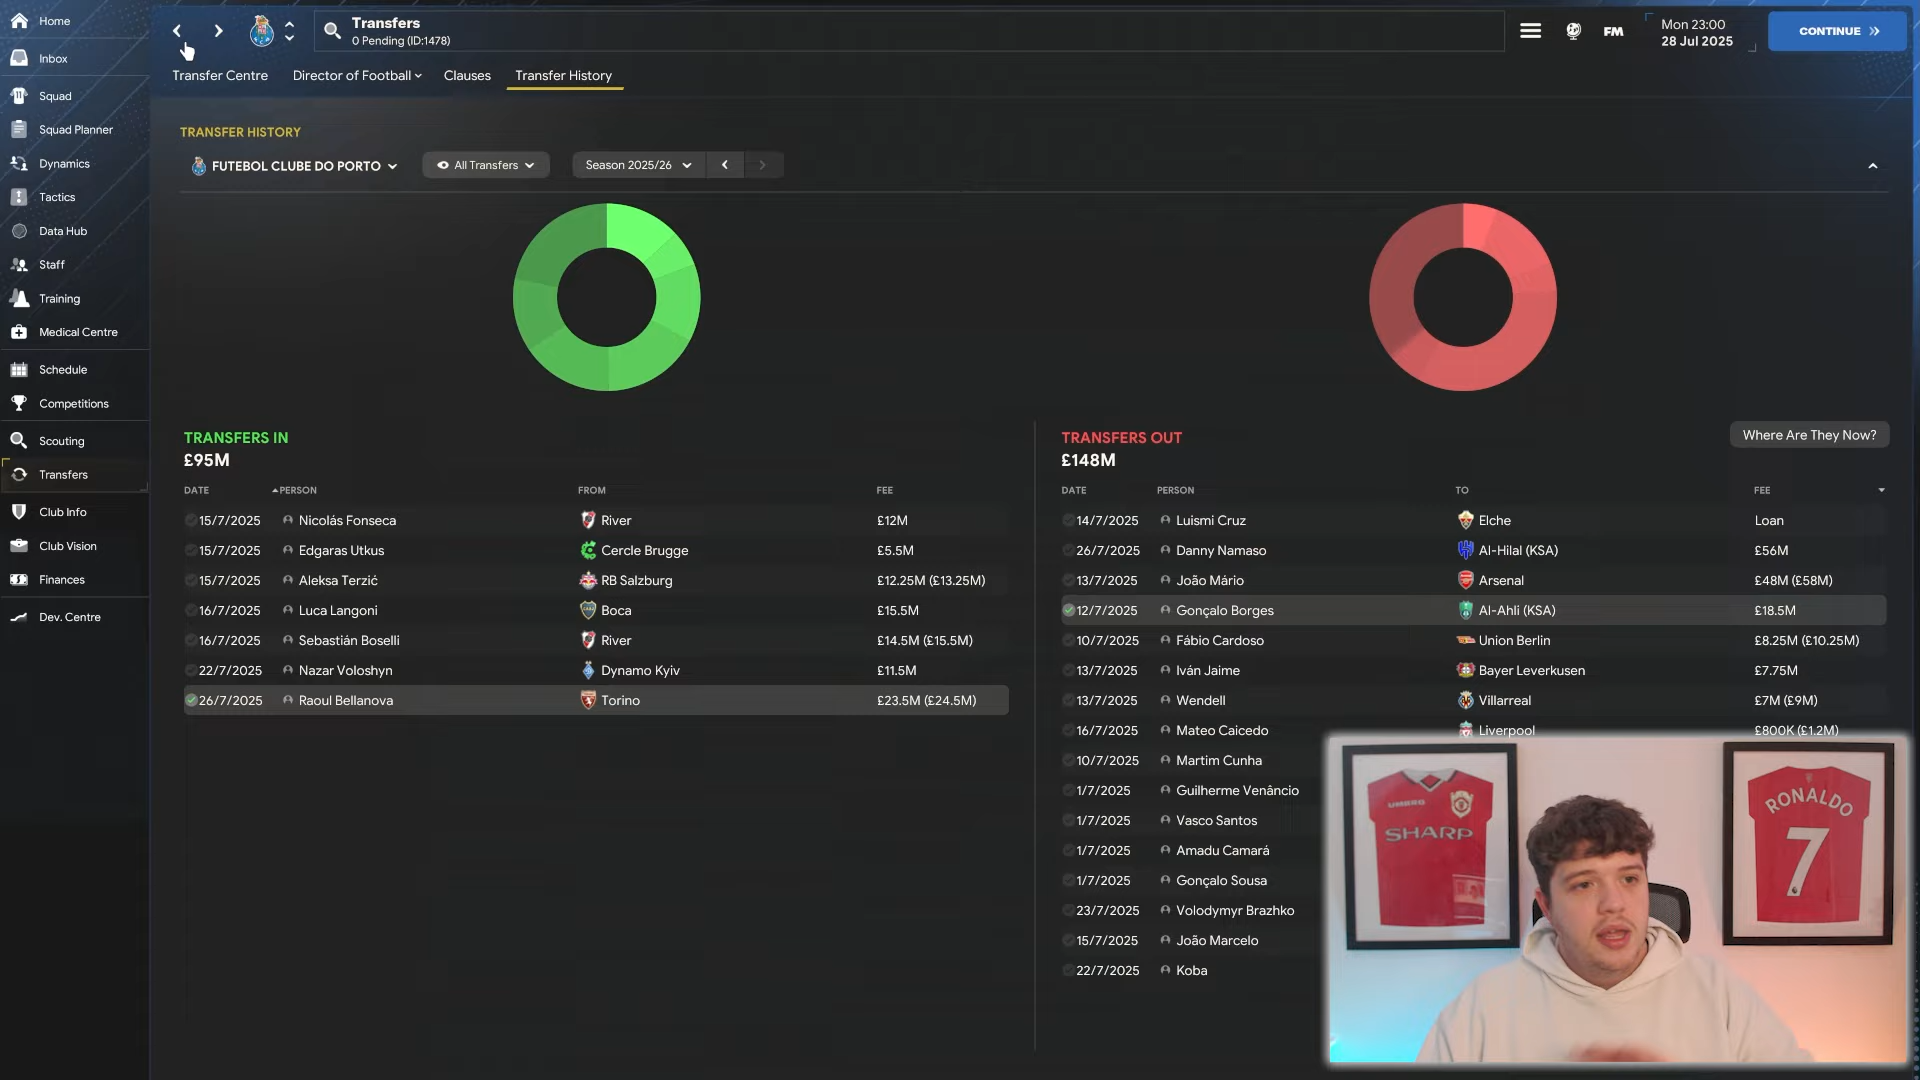 Home
Inbox
Squad
Squad Planner
Dynamics
Tactics
Data Hub
Staff
Training
Medical Centre
Schedule
Competitions
Scouting
Transfers
Club Info
Club Vision
Finances
Dev. Centre
Transfers
0 Pending (ID:1478)
FM
Mon 23:00
28 Jul 2025
CONTINUE
Transfer Centre Director of Football Clauses Transfer History
TRANSFER HISTORY
FUTEBOL CLUBE DO PORTO All Transfers Season 2025/26
TRANSFERS IN
£95M
DATE PERSON FROM FEE
15/7/2025 Nicolás Fonseca River £12M
15/7/2025 Edgaras Utkus Cercle Brugge £5.5M
15/7/2025 Aleksa Terzić RB Salzburg £12.25M (£13.25M)
16/7/2025 Luca Langoni Boca £15.5M
16/7/2025 Sebastián Boselli River £14.5M (£15.5M)
22/7/2025 Nazar Voloshyn Dynamo Kyiv £11.5M
26/7/2025 Raoul Bellanova Torino £23.5M (£24.5M)
TRANSFERS OUT
£148M
Where Are They Now?
DATE PERSON TO FEE
14/7/2025 Luismi Cruz Elche Loan
26/7/2025 Danny Namaso Al-Hilal (KSA) £56M
13/7/2025 João Mário Arsenal £48M (£58M)
12/7/2025 Gonçalo Borges Al-Ahli (KSA) £18.5M
10/7/2025 Fábio Cardoso Union Berlin £8.25M (£10.25M)
13/7/2025 Iván Jaime Bayer Leverkusen £7.75M
13/7/2025 Wendell Villarreal £7M (£9M)
16/7/2025 Mateo Caicedo Liverpool £800K (£1.2M)
10/7/2025 Martim Cunha
1/7/2025 Guilherme Venâncio
1/7/2025 Vasco Santos
1/7/2025 Amadu Camará
1/7/2025 Gonçalo Sousa
23/7/2025 Volodymyr Brazhko
15/7/2025 João Marcelo
22/7/2025 Koba
UMBRO
SHARP
RONALDO
7